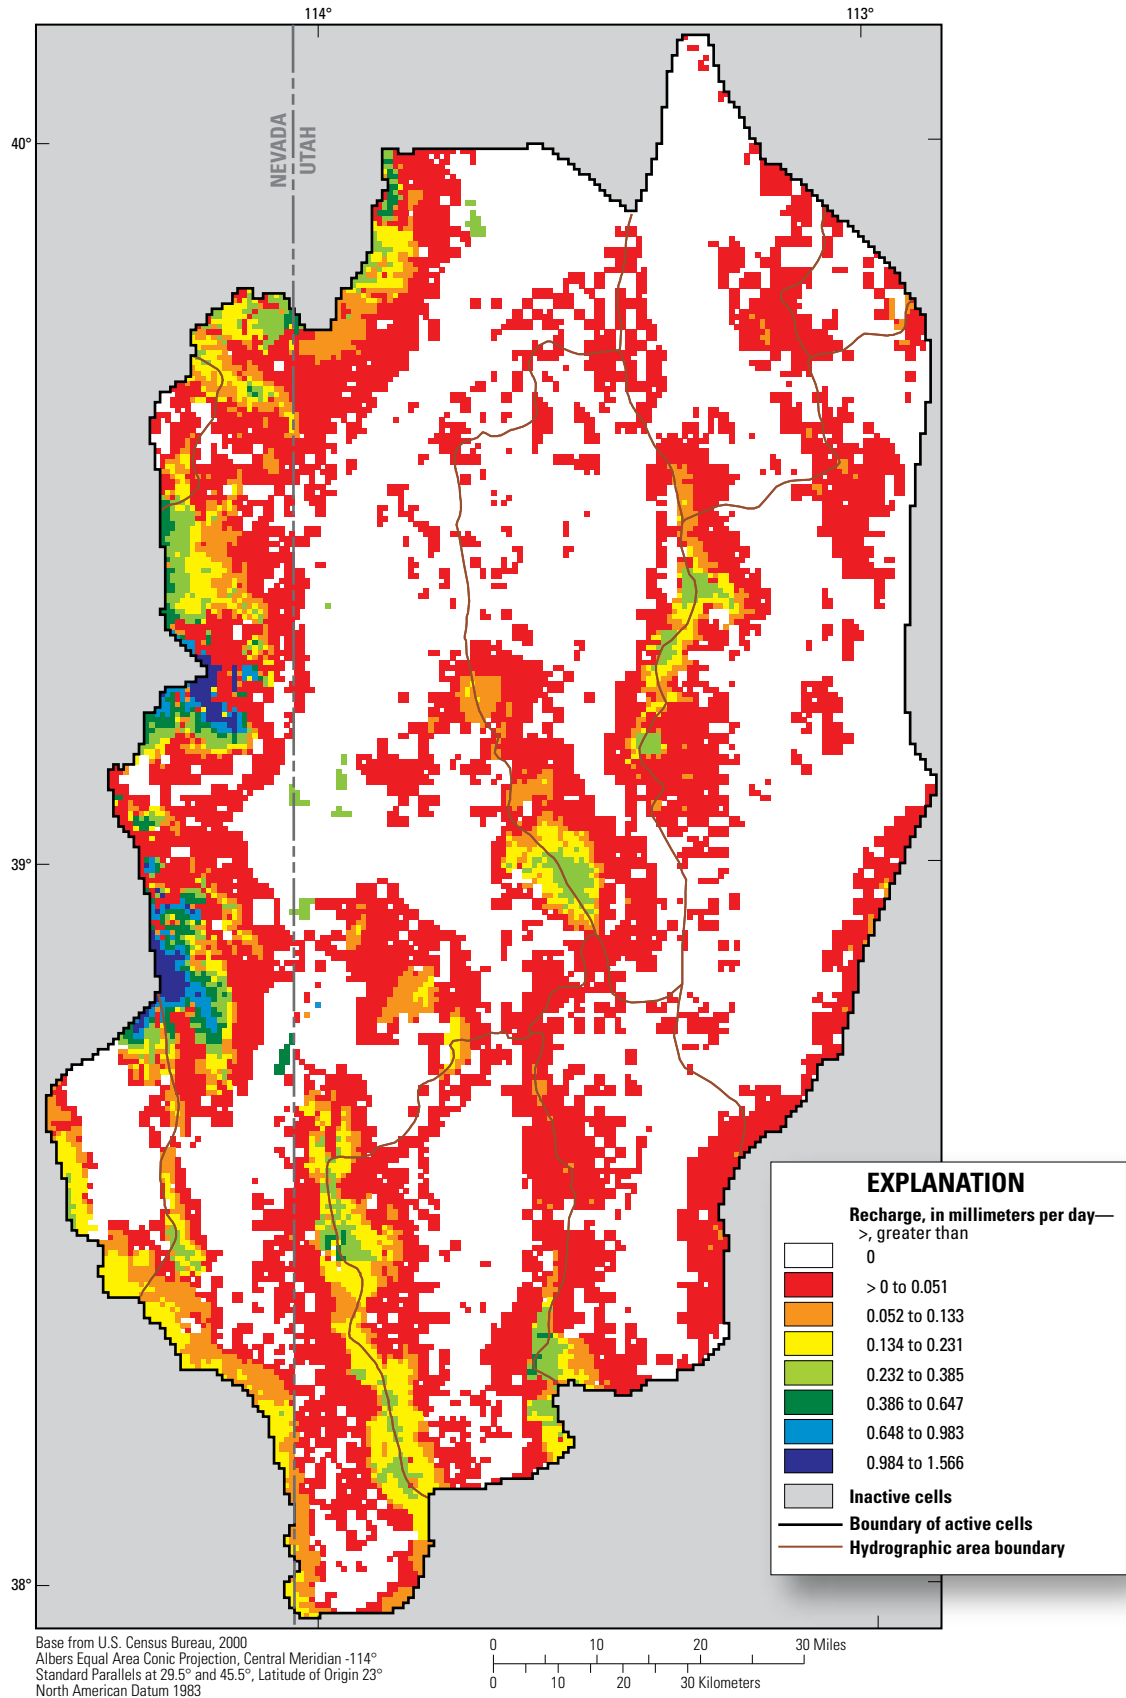 114°
113°
40°
NEVADA
UTAH
39°
38°
EXPLANATION
Recharge, in millimeters per day—
>, greater than
0
> 0 to 0.051
0.052 to 0.133
0.134 to 0.231
0.232 to 0.385
0.386 to 0.647
0.648 to 0.983
0.984 to 1.566
Inactive cells
Boundary of active cells
Hydrographic area boundary
Base from U.S. Census Bureau, 2000
Albers Equal Area Conic Projection, Central Meridian -114°
Standard Parallels at 29.5° and 45.5°, Latitude of Origin 23°
North American Datum 1983
0 10 20 30 Miles
0 10 20 30 Kilometers